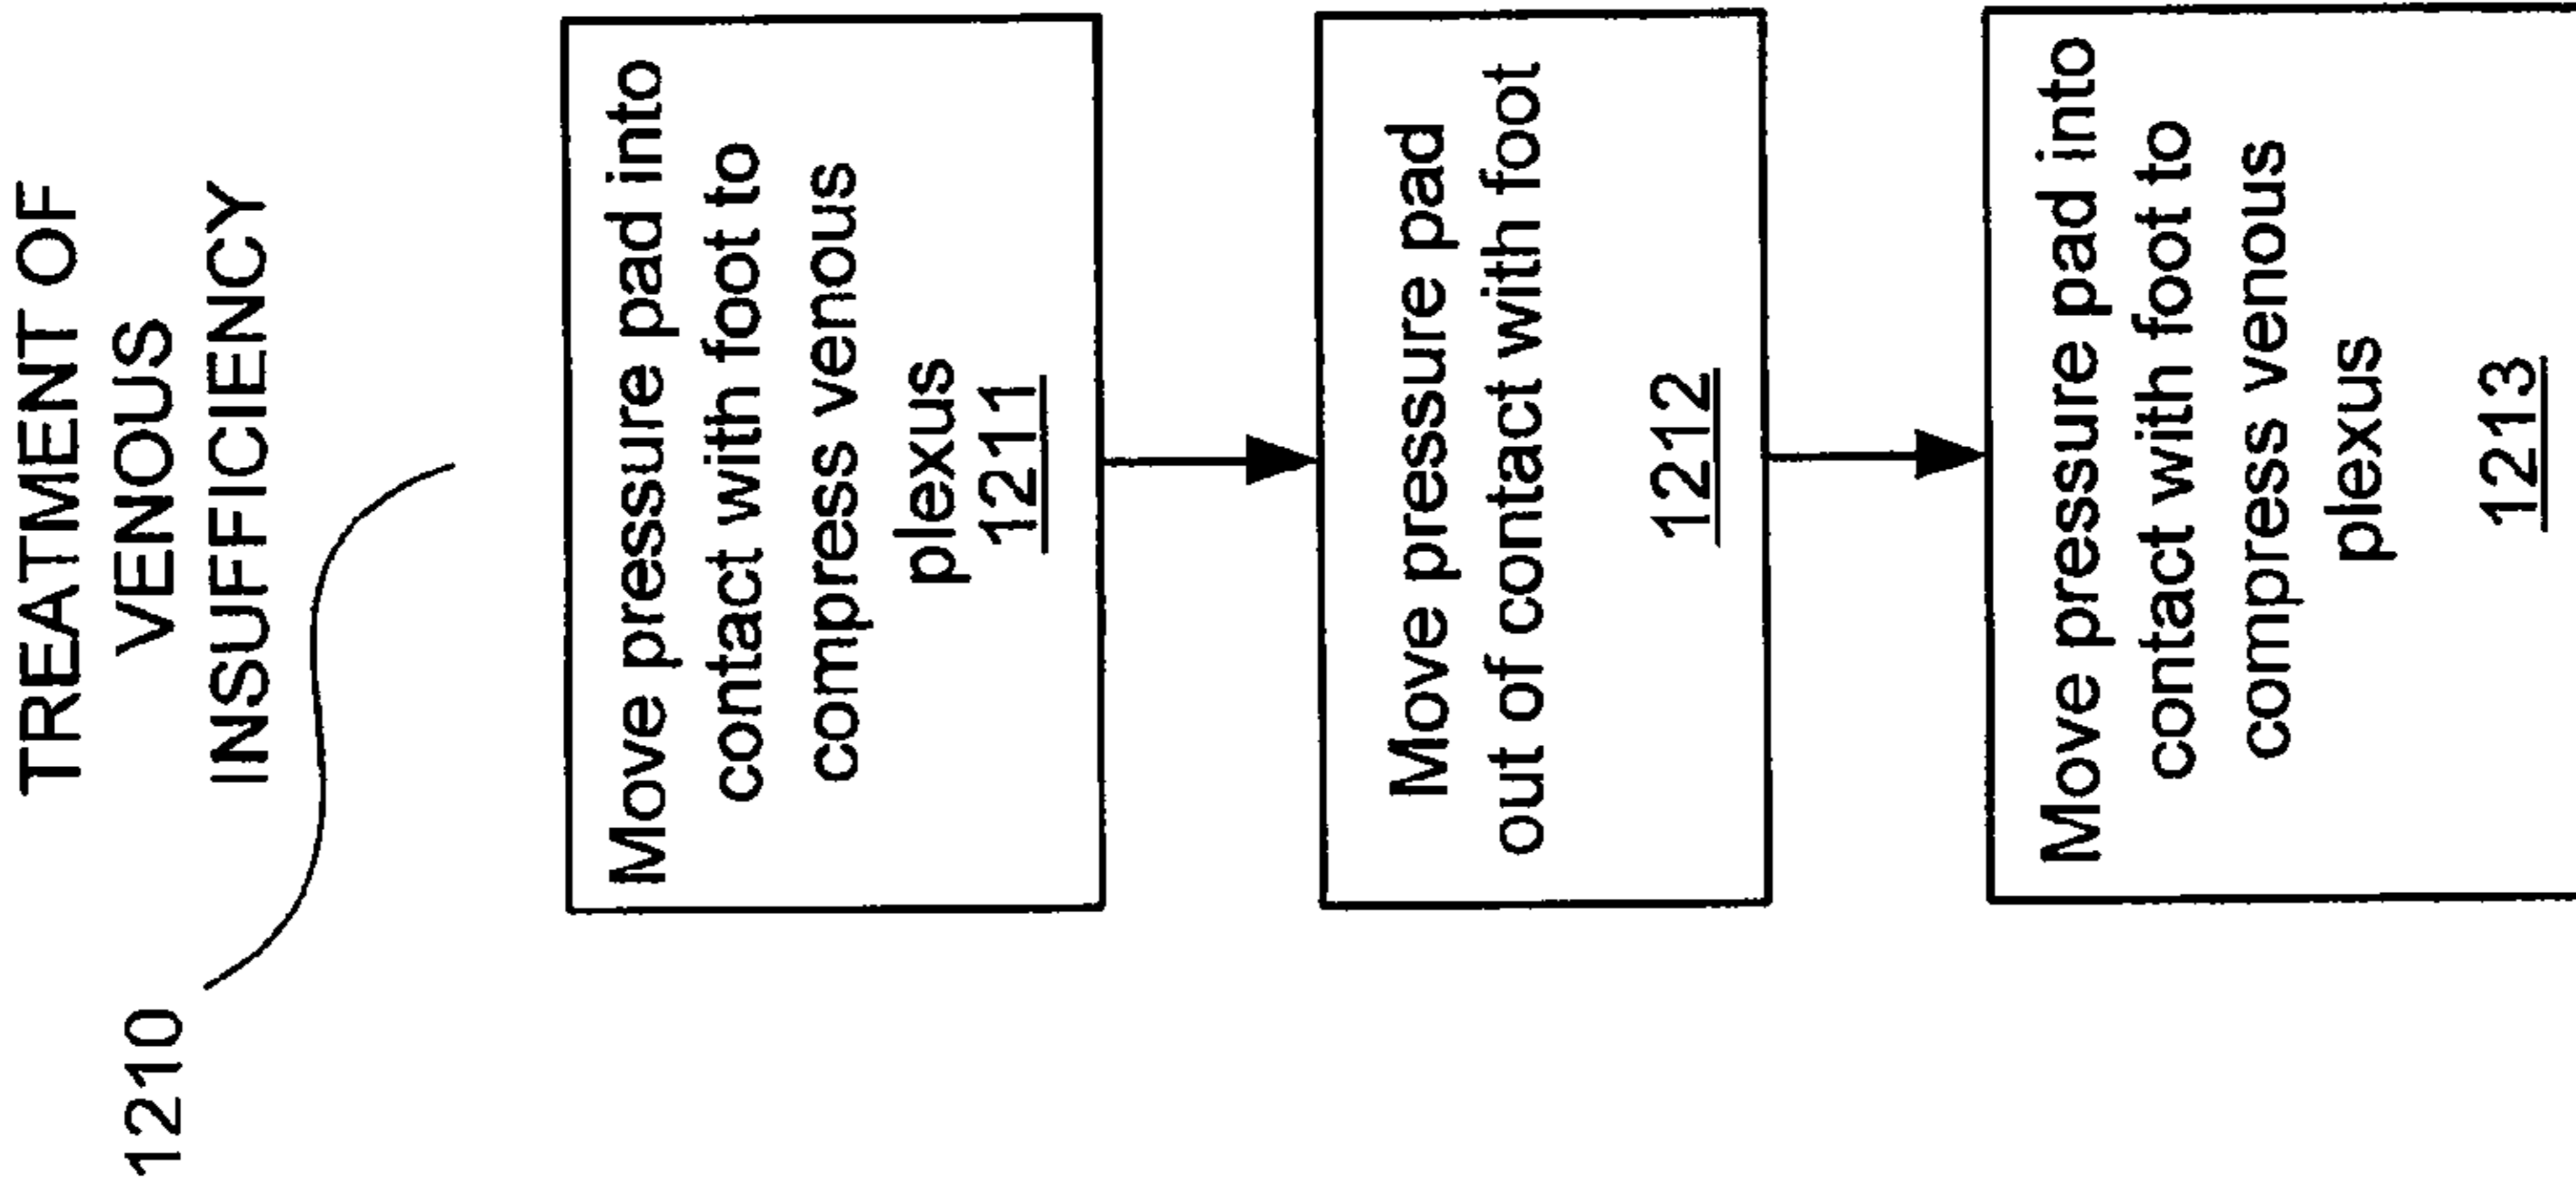 TREATMENT OF
VENOUS
INSUFFICIENCY
1210
Move pressure pad into
contact with foot to
compress venous
plexus
1211
Move pressure pad
out of contact with foot
1212
Move pressure pad into
contact with foot to
compress venous
plexus
1213